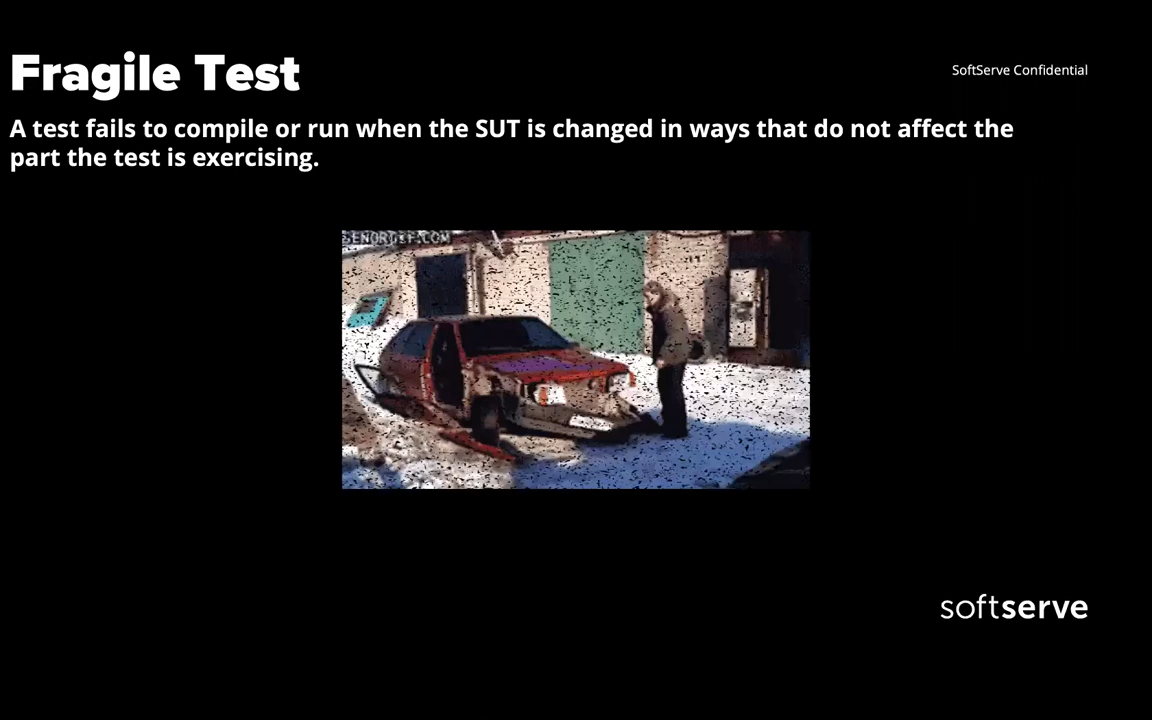 Fragile Test
SoftServe Confidential
A test fails to compile or run when the SUT is changed in ways that do not affect the
part the test is exercising.
softserve